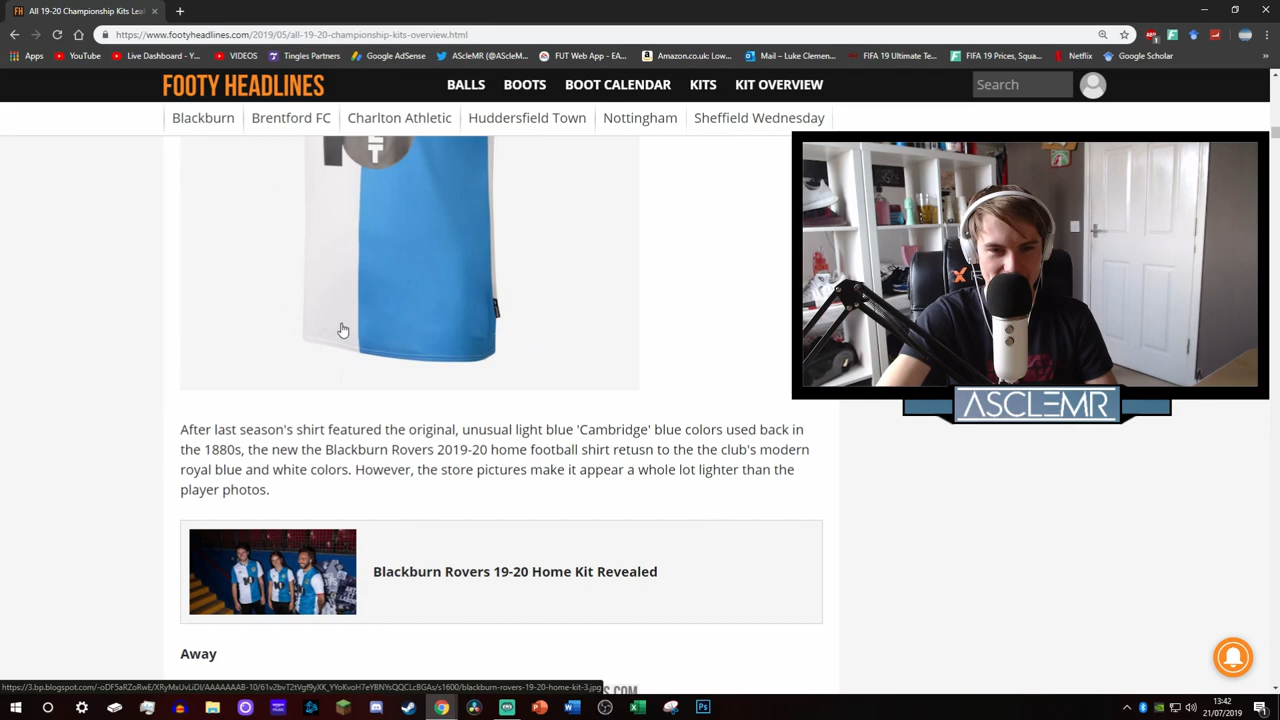 All 19-20 Championship Kits Lea
https://www.footyheadlines.com/2019/05/all-19-20-championship-kits-overview.html
Apps YouTube Live Dashboard - Y... VIDEOS Tingles Partners Google AdSense AScleMR (@AScleM... FUT Web App - EA... Amazon.co.uk: Low... Mail – Luke Clemen... FIFA 19 Ultimate Te... FIFA 19 Prices, Squa... Netflix Google Scholar »
FOOTY HEADLINES BALLS BOOTS BOOT CALENDAR KITS KIT OVERVIEW Search
Blackburn Brentford FC Charlton Athletic Huddersfield Town Nottingham Sheffield Wednesday
ASCLEMR
After last season's shirt featured the original, unusual light blue 'Cambridge' blue colors used back in
the 1880s, the new the Blackburn Rovers 2019-20 home football shirt retusn to the the club's modern
royal blue and white colors. However, the store pictures make it appear a whole lot lighter than the
player photos.
Blackburn Rovers 19-20 Home Kit Revealed
Away
13:42
21/07/2019